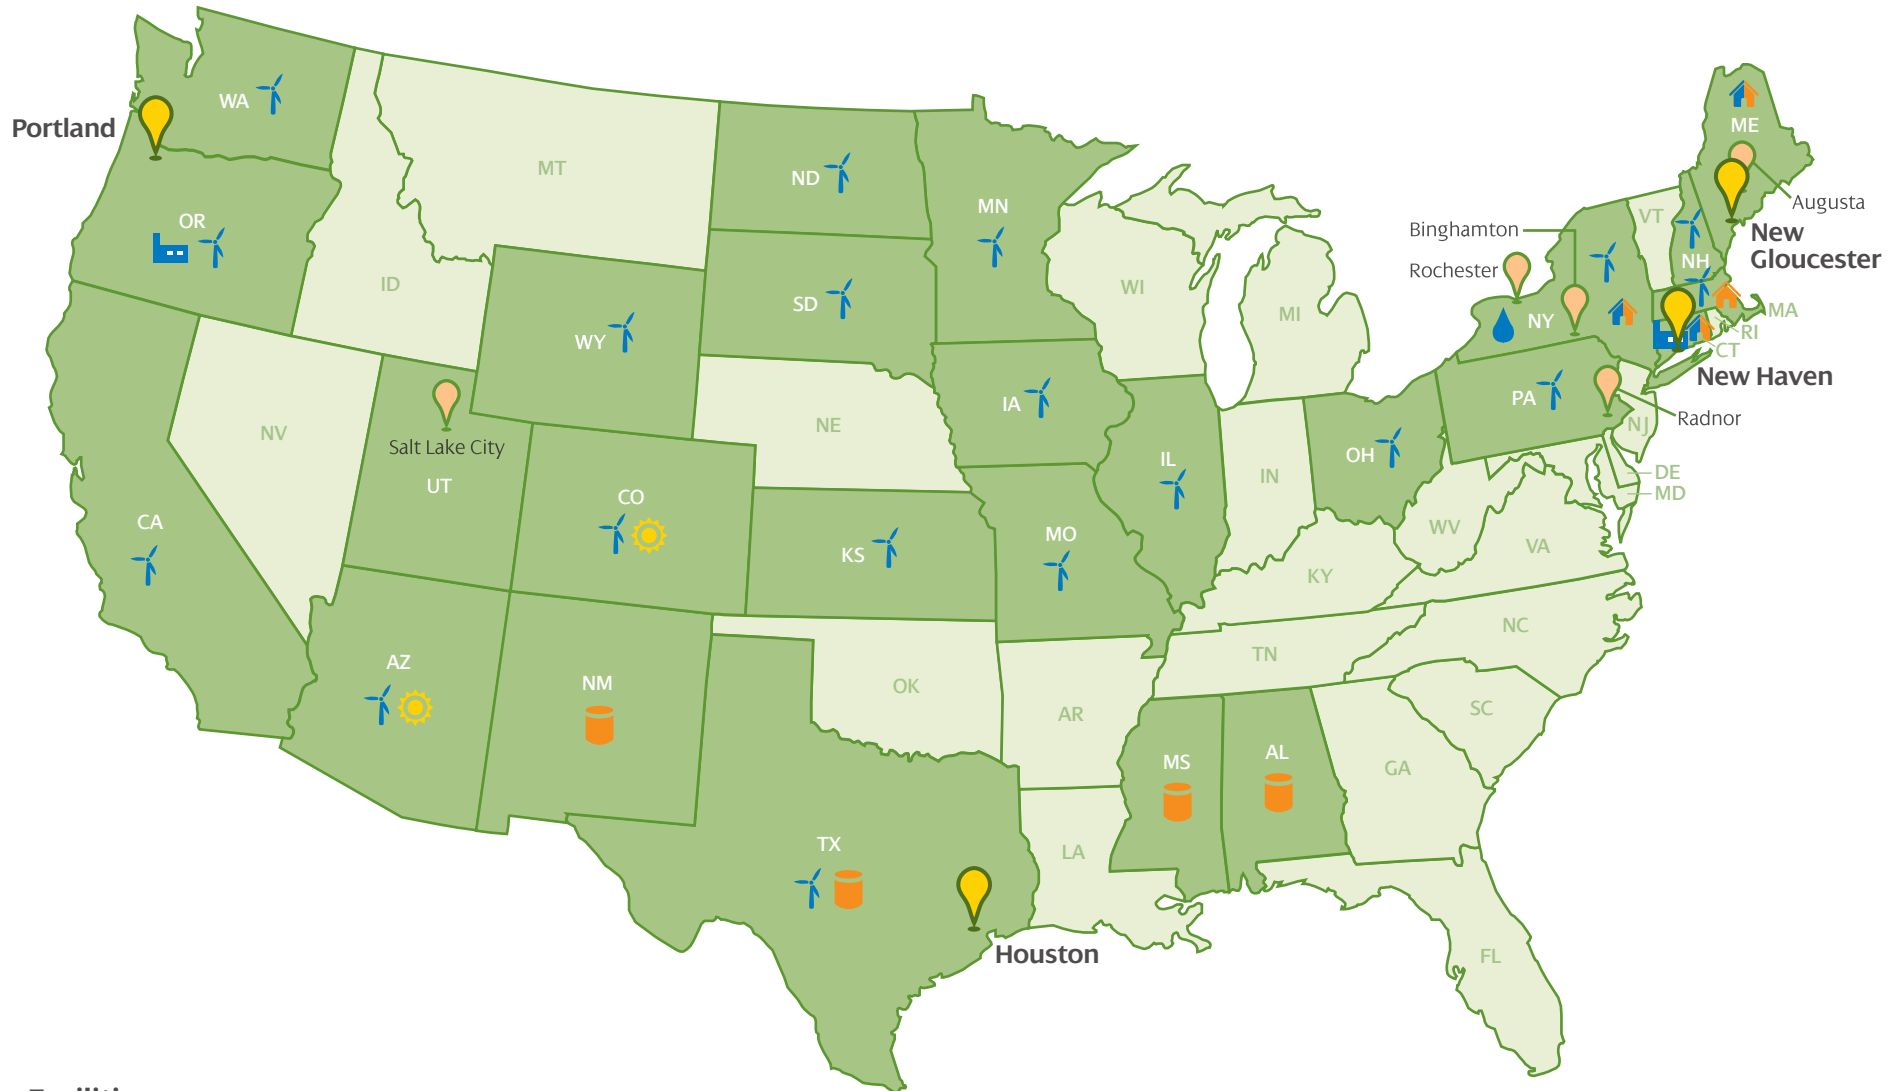 WA
Portland
ME
MT
ND
Augusta
MN
OR
VT
Binghamton
New
Gloucester
Rochester
NH
ID
WI
SD
MI
NY
MA
RI
WY
CT
New Haven
IA
PA
NE
NV
Radnor
NJ
Salt Lake City
OH
IL
DE
UT
IN
MD
CO
CA
WV
MO
VA
KS
KY
NC
TN
AZ
NM
OK
SC
AR
MS
AL
GA
TX
LA
Houston
FL